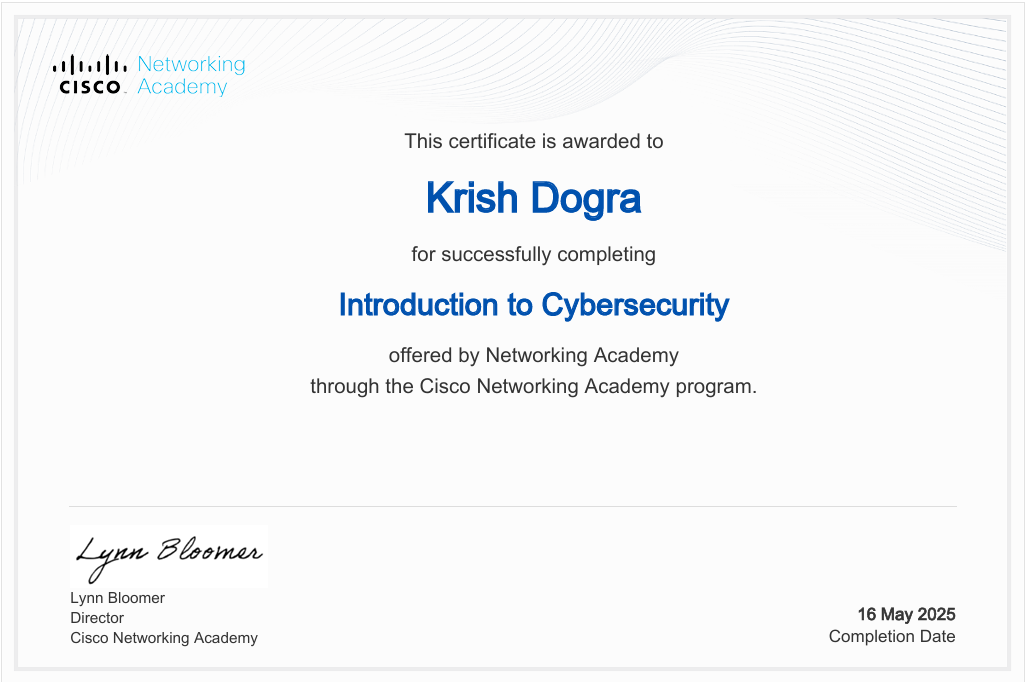 Networking
CISCO Academy
This certificate is awarded to
Krish Dogra
for successfully completing
Introduction to Cybersecurity
offered by Networking Academy
through the Cisco Networking Academy program.
Lynn Bloomer
Lynn Bloomer
Director
Cisco Networking Academy
16 May 2025
Completion Date